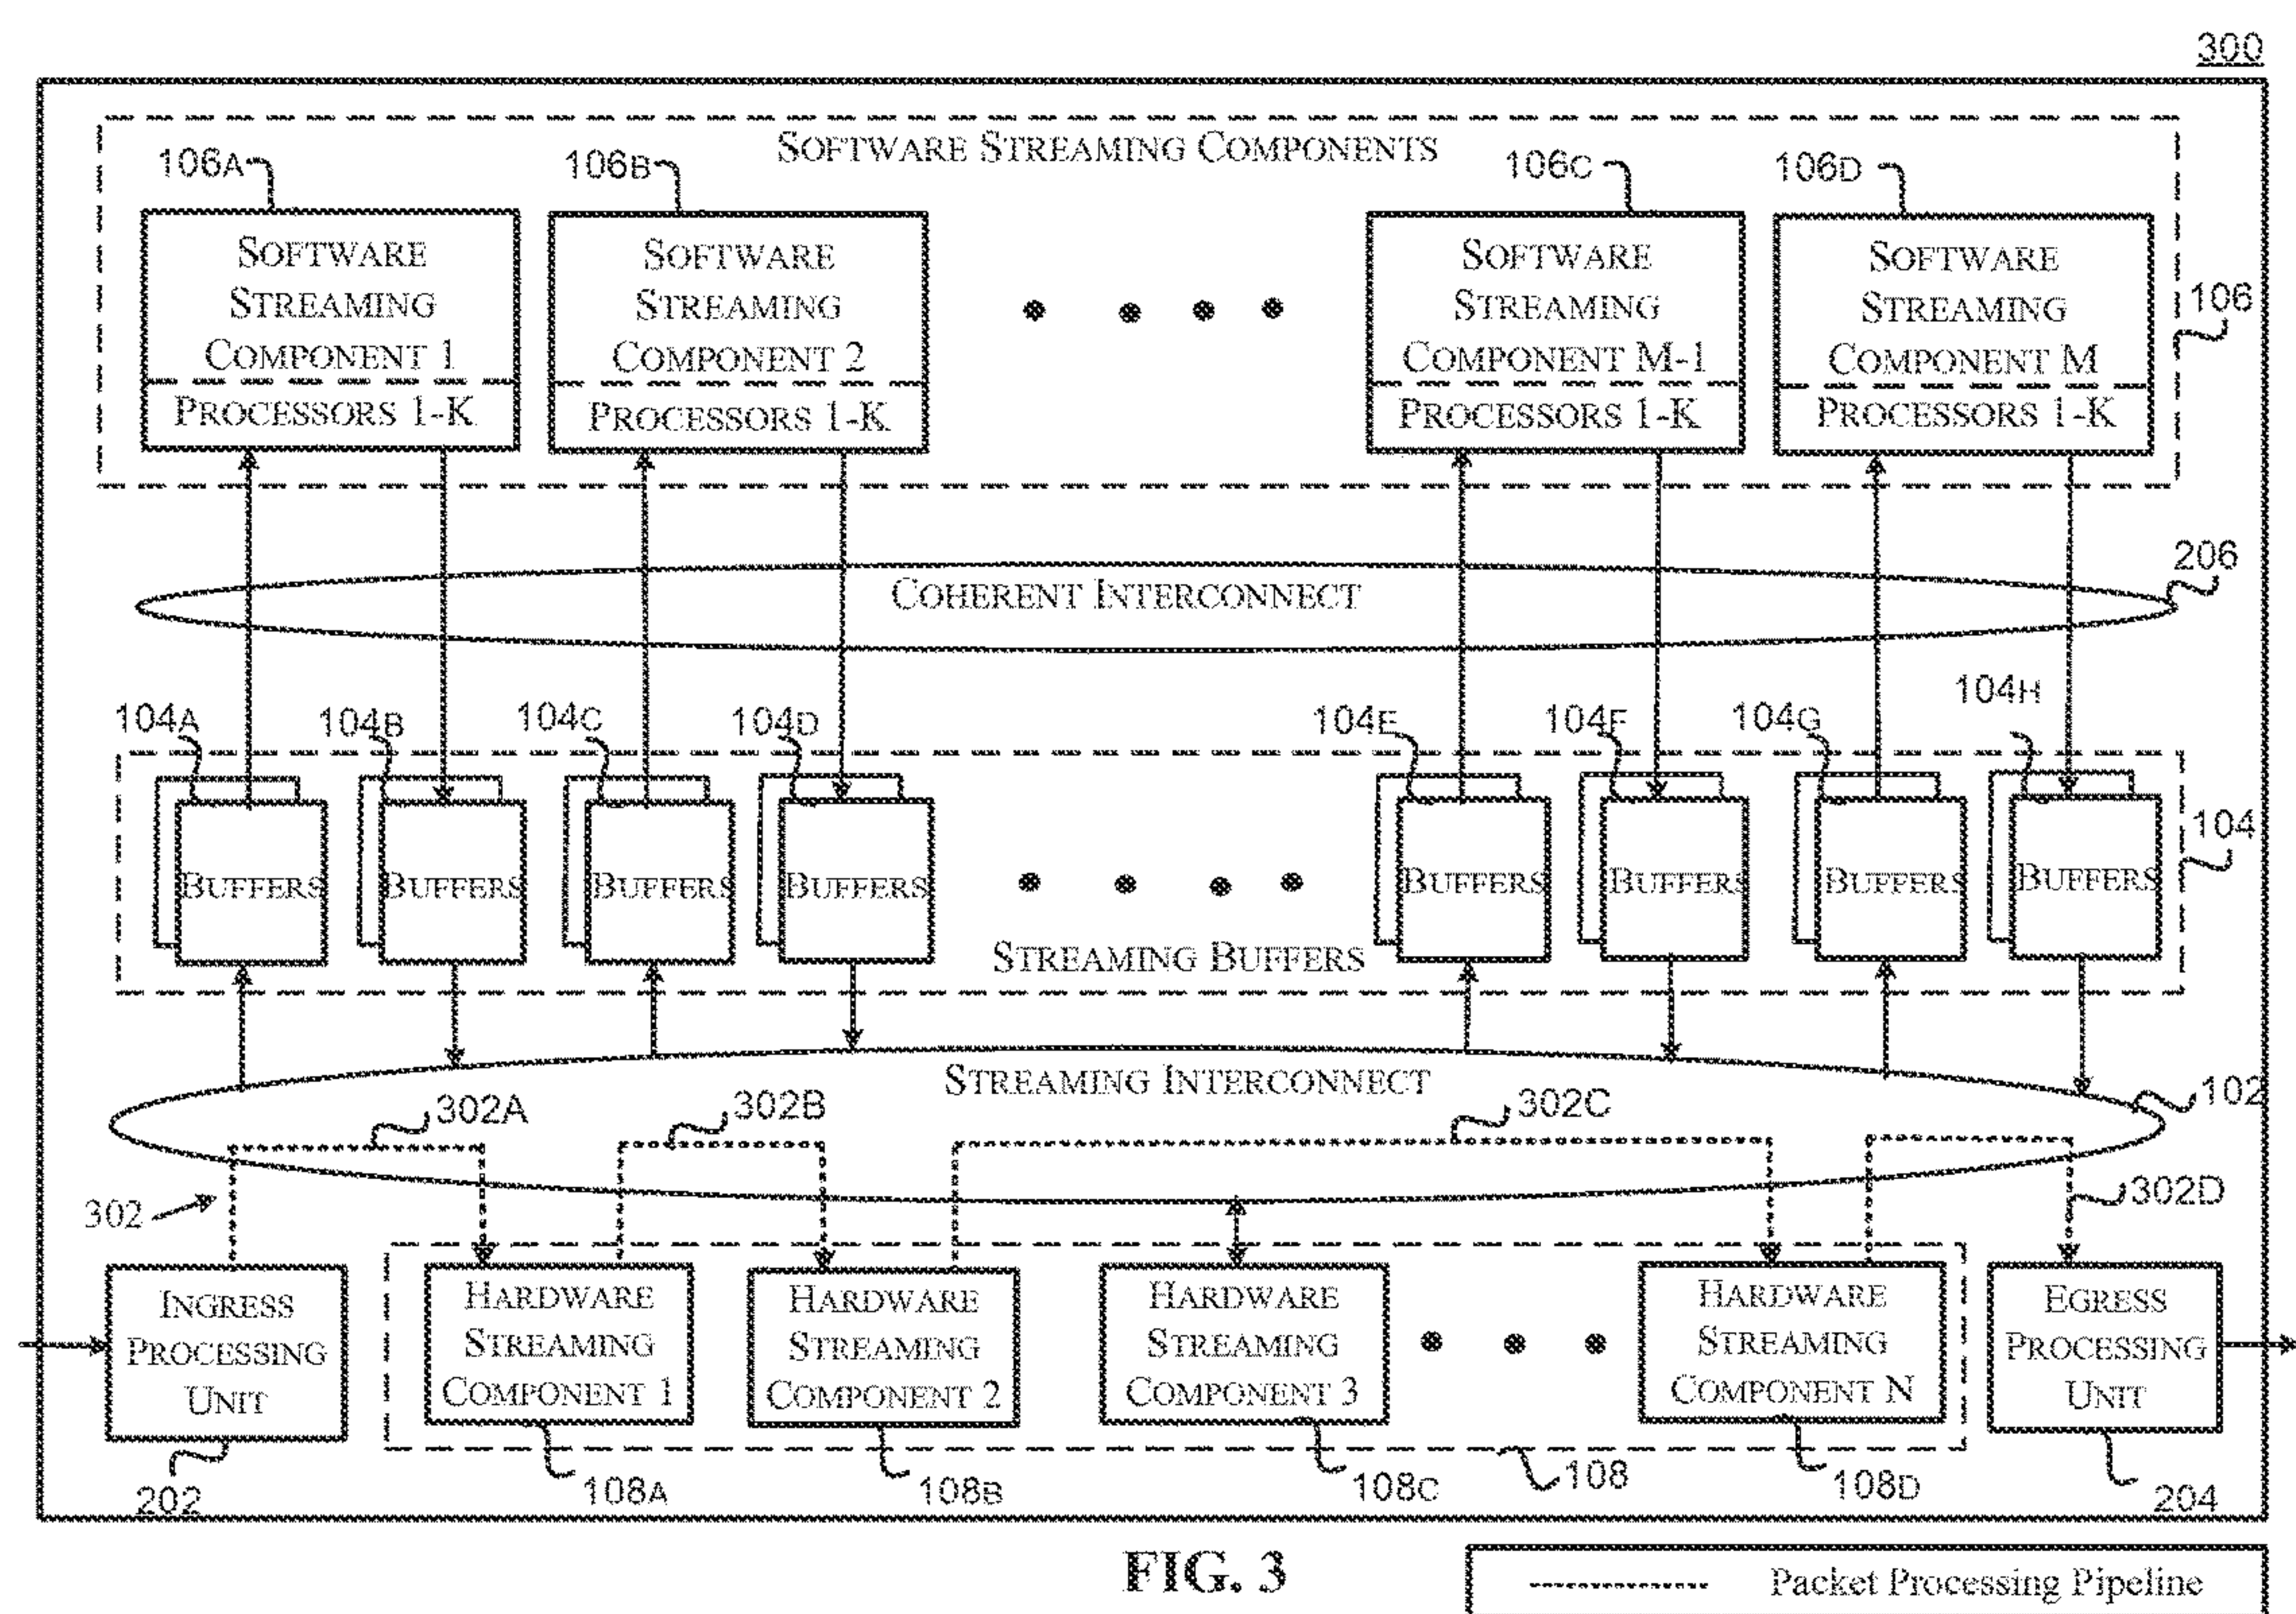 300
SOFTWARE STREAMING COMPONENTS
106A
106B
106C
106D
SOFTWARE
STREAMING
COMPONENT 1
PROCESSORS 1-K
SOFTWARE
STREAMING
COMPONENT 2
PROCESSORS 1-K
SOFTWARE
STREAMING
COMPONENT M-1
PROCESSORS 1-K
SOFTWARE
STREAMING
COMPONENT M
PROCESSORS 1-K
106
COHERENT INTERCONNECT
206
104A
104B
104C
104D
104E
104F
104G
104H
BUFFERS
BUFFERS
BUFFERS
BUFFERS
BUFFERS
BUFFERS
BUFFERS
BUFFERS
104
STREAMING BUFFERS
STREAMING INTERCONNECT
102
302A
302B
302C
302D
302
INGRESS
PROCESSING
UNIT
HARDWARE
STREAMING
COMPONENT 1
HARDWARE
STREAMING
COMPONENT 2
HARDWARE
STREAMING
COMPONENT 3
HARDWARE
STREAMING
COMPONENT N
EGRESS
PROCESSING
UNIT
202
108A
108B
108C
108
108D
204
FIG. 3
Packet Processing Pipeline